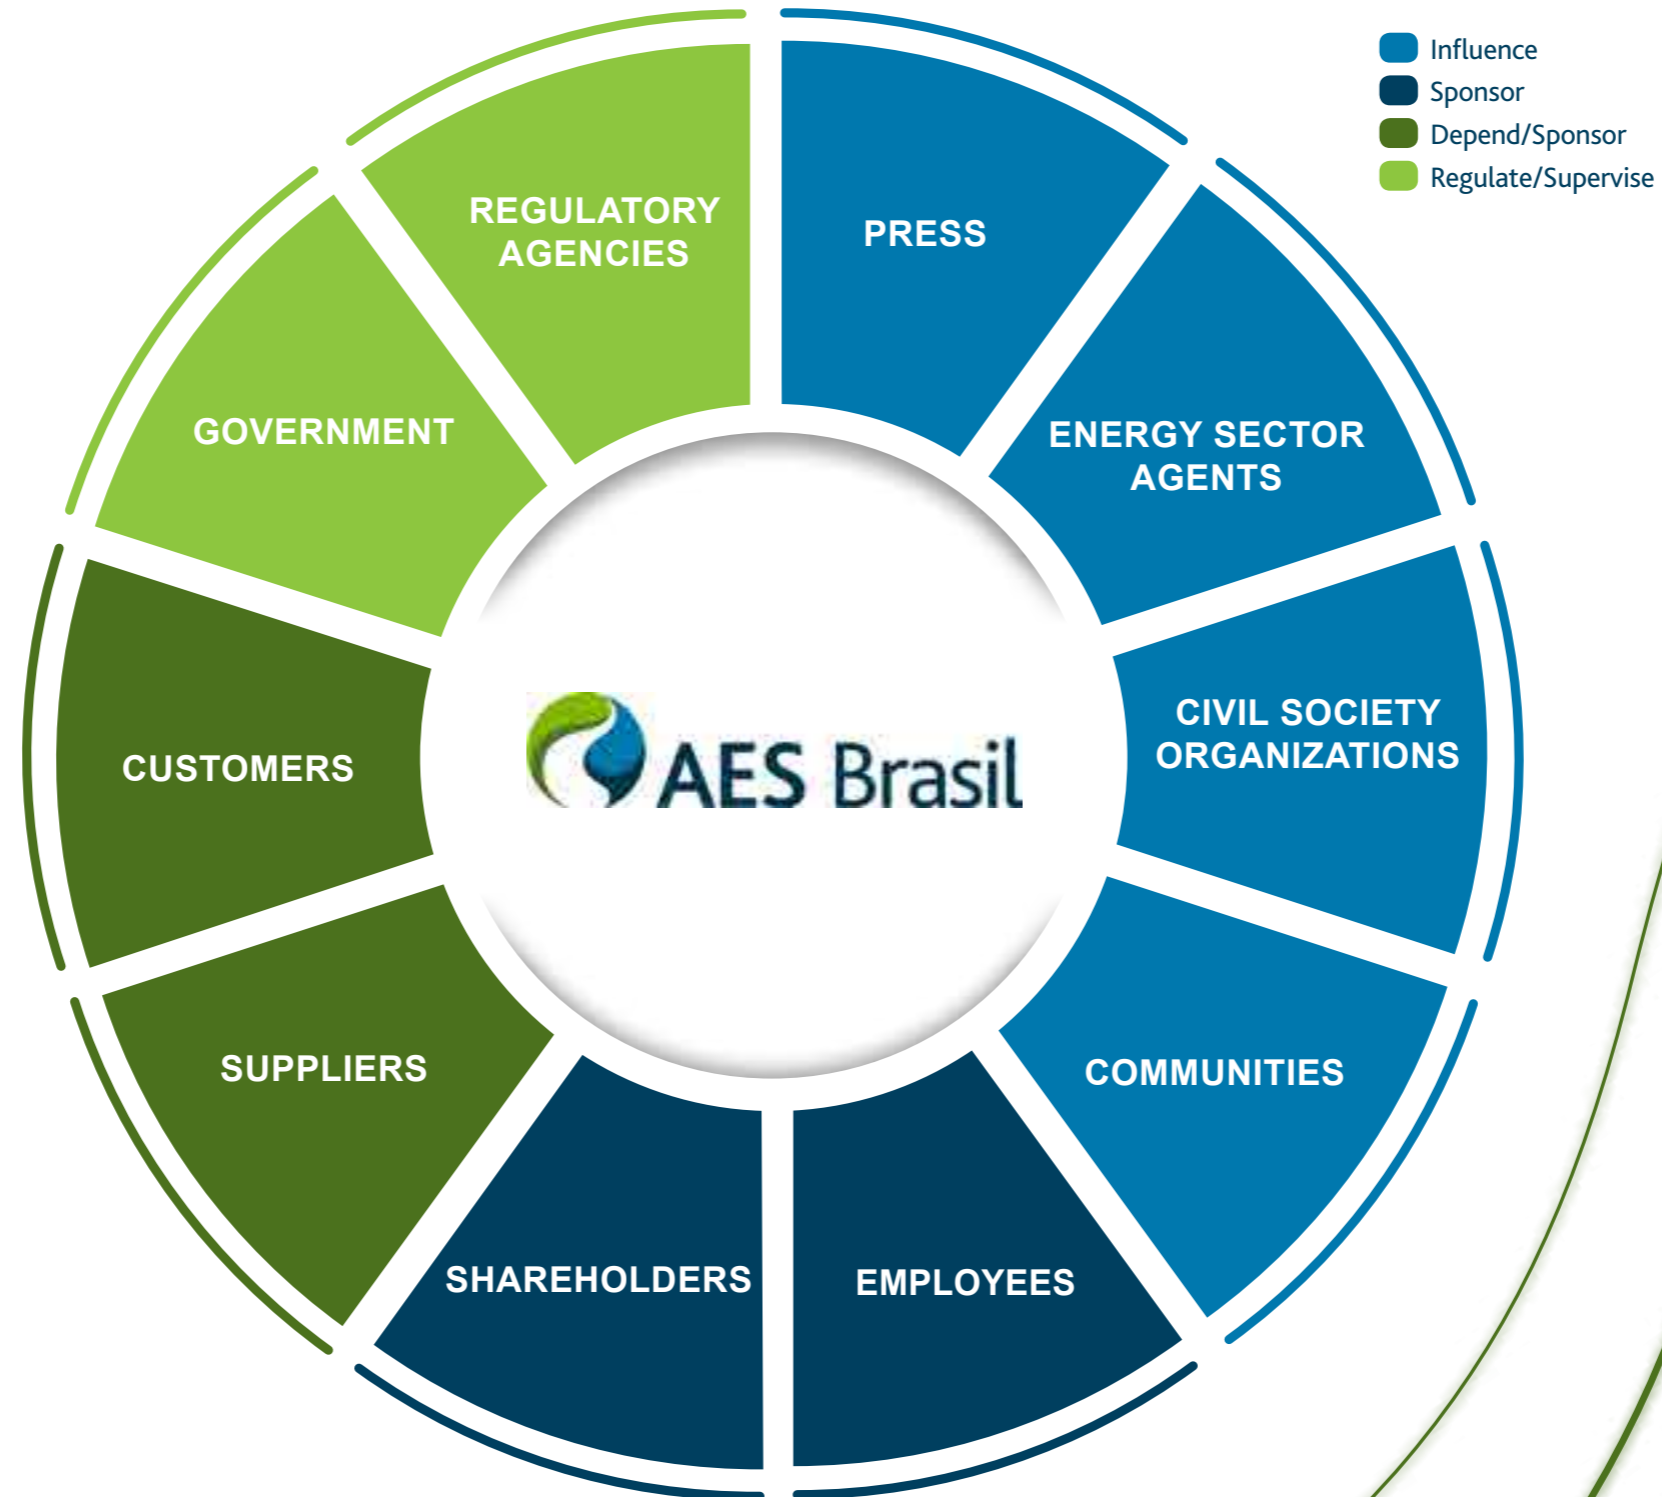 Influence
Sponsor
Depend/Sponsor
Regulate/Supervise
REGULATORY
AGENCIES
PRESS
GOVERNMENT
ENERGY SECTOR
AGENTS
CUSTOMERS
AES Brasil
CIVIL SOCIETY
ORGANIZATIONS
SUPPLIERS
COMMUNITIES
SHAREHOLDERS
EMPLOYEES